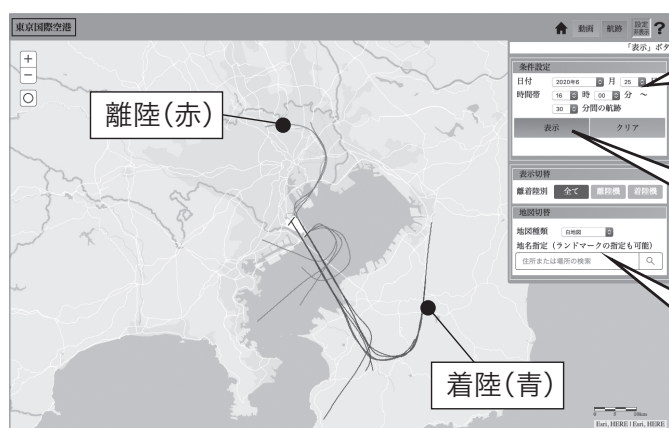 東京国際空港
動画 航跡 設定
非表示 ?
「表示」ボタ
条件設定
日付 2020年6 月 25
時間帯 16 時 00 分 ~
30 分間の航跡
表示 クリア
表示切替
離着陸別 全て 離陸機 着陸機
地図切替
地図種類 白地図
地名指定(ランドマークの指定も可能)
住所または場所の検索
離陸(赤)
着陸(青)
Esri, HERE | Esri, HERE